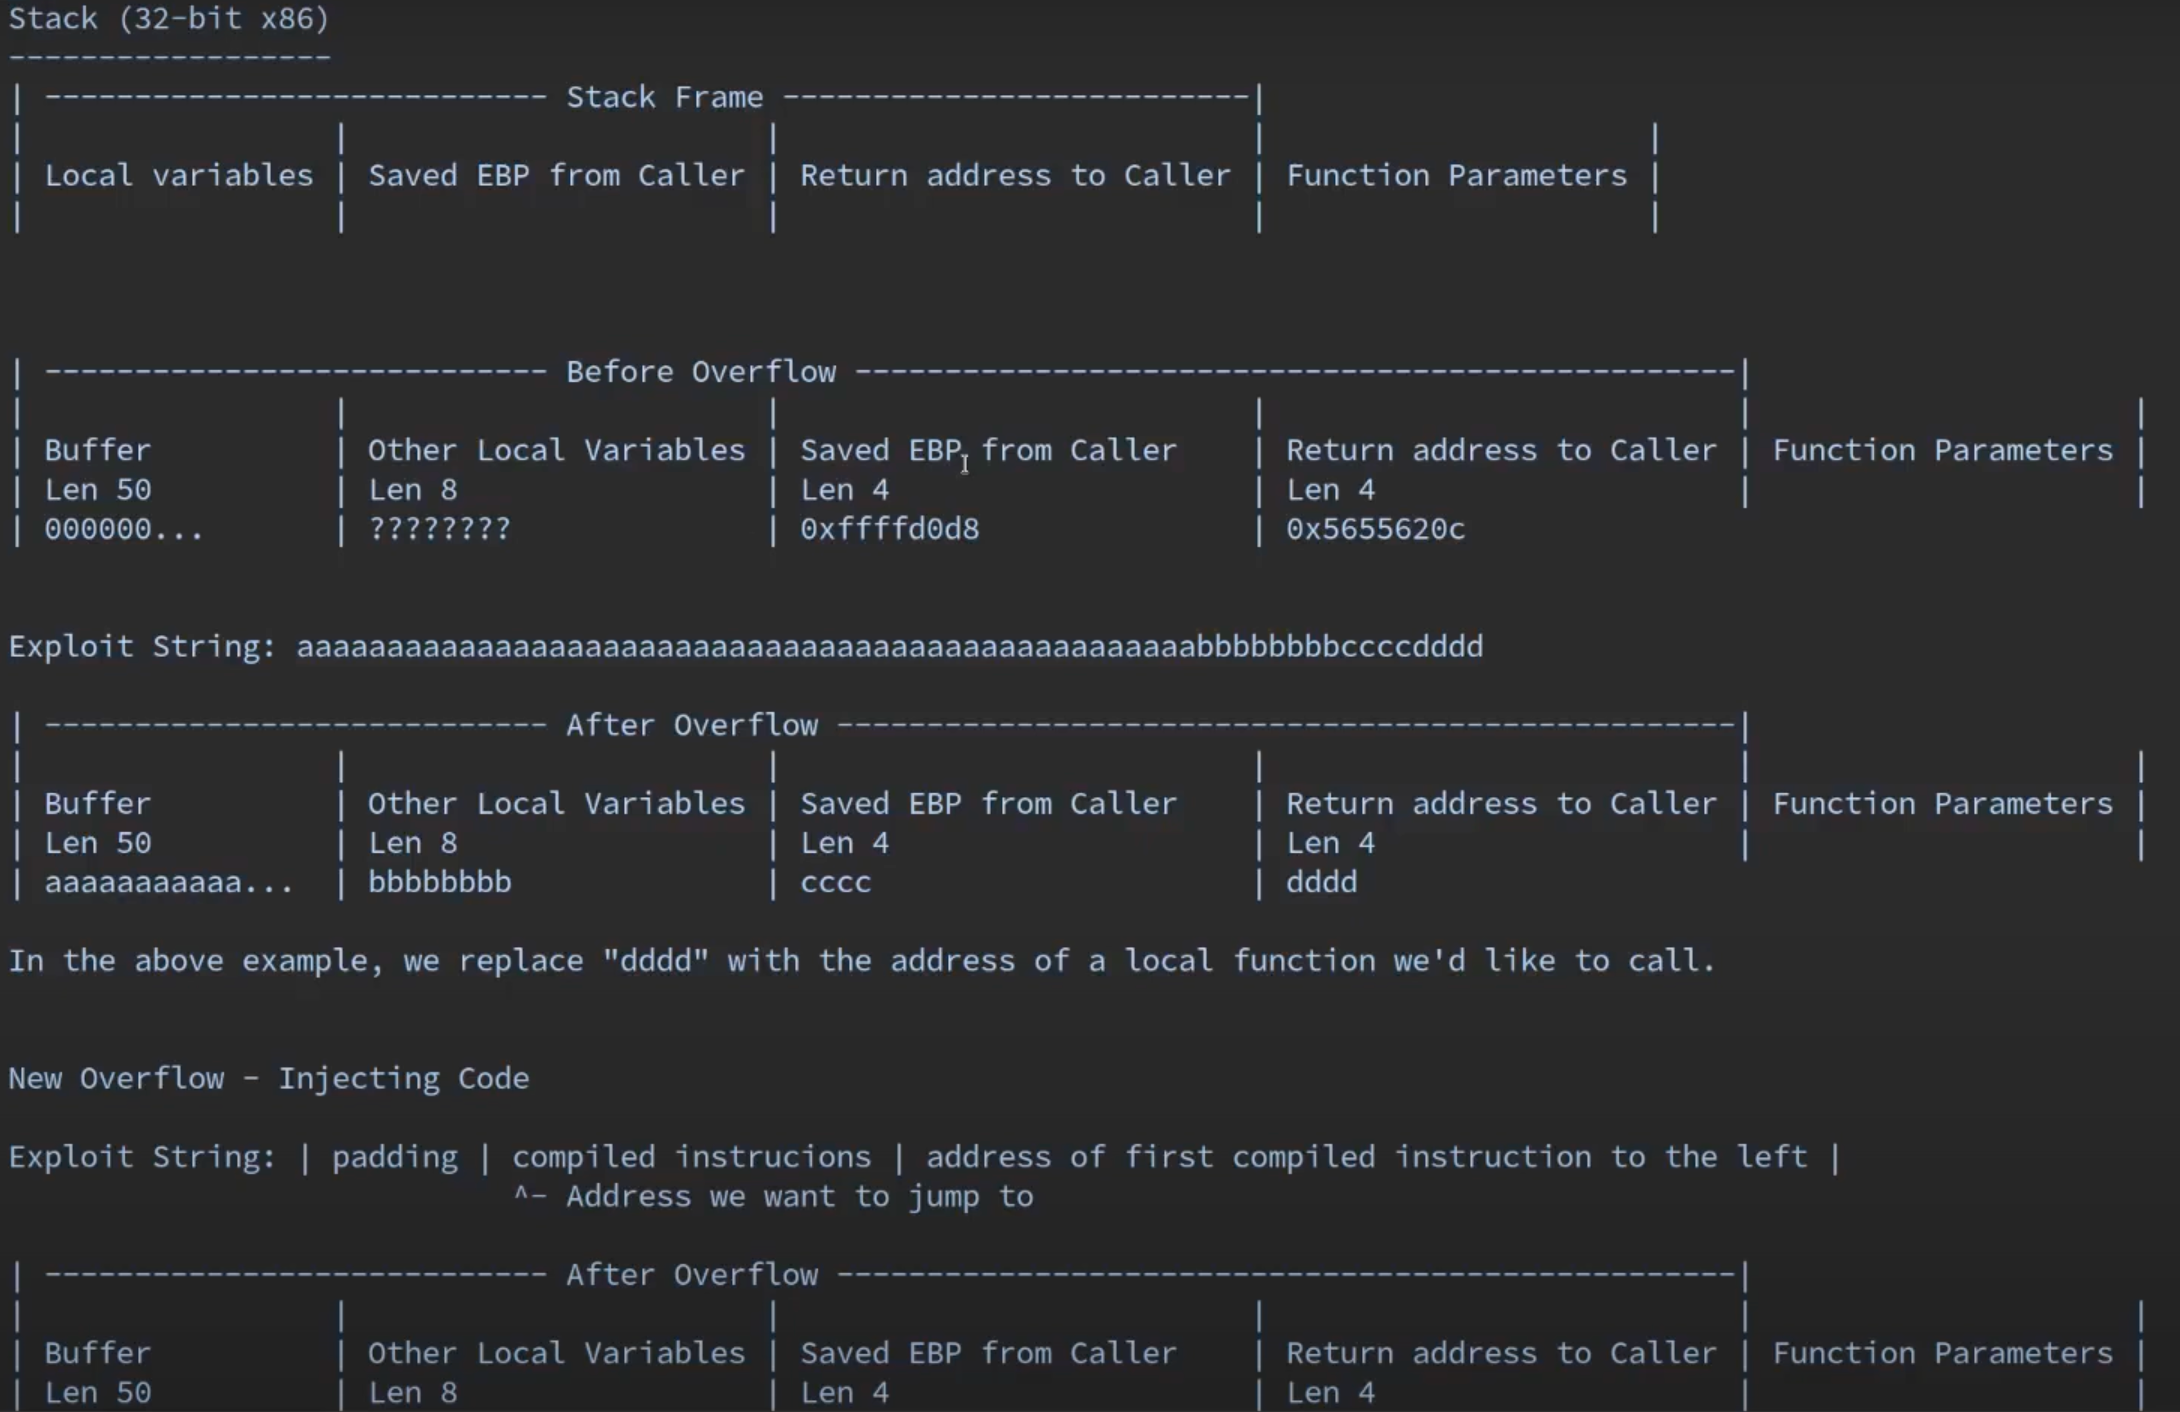 Stack (32-bit x86)
------------------
| ---------------------------- Stack Frame --------------------------|
| | | | |
| Local variables | Saved EBP from Caller | Return address to Caller | Function Parameters |
| | | | |
| ---------------------------- Before Overflow -------------------------------------------------|
| | | | | |
| Buffer | Other Local Variables | Saved EBP from Caller | Return address to Caller | Function Parameters |
| Len 50 | Len 8 | Len 4 | Len 4 | |
| 000000... | ???????? | 0xffffd0d8 | 0x5655620c
Exploit String: aaaaaaaaaaaaaaaaaaaaaaaaaaaaaaaaaaaaaaaaaaaaaaaaaabbbbbbbbccccdddd
| ---------------------------- After Overflow --------------------------------------------------|
| | | | | |
| Buffer | Other Local Variables | Saved EBP from Caller | Return address to Caller | Function Parameters |
| Len 50 | Len 8 | Len 4 | Len 4 | |
| aaaaaaaaaaa... | bbbbbbbb | cccc | dddd
In the above example, we replace "dddd" with the address of a local function we'd like to call.
New Overflow - Injecting Code
Exploit String: | padding | compiled instrucions | address of first compiled instruction to the left |
^- Address we want to jump to
| ---------------------------- After Overflow --------------------------------------------------|
| | | | | |
| Buffer | Other Local Variables | Saved EBP from Caller | Return address to Caller | Function Parameters |
| Len 50 | Len 8 | Len 4 | Len 4 | |